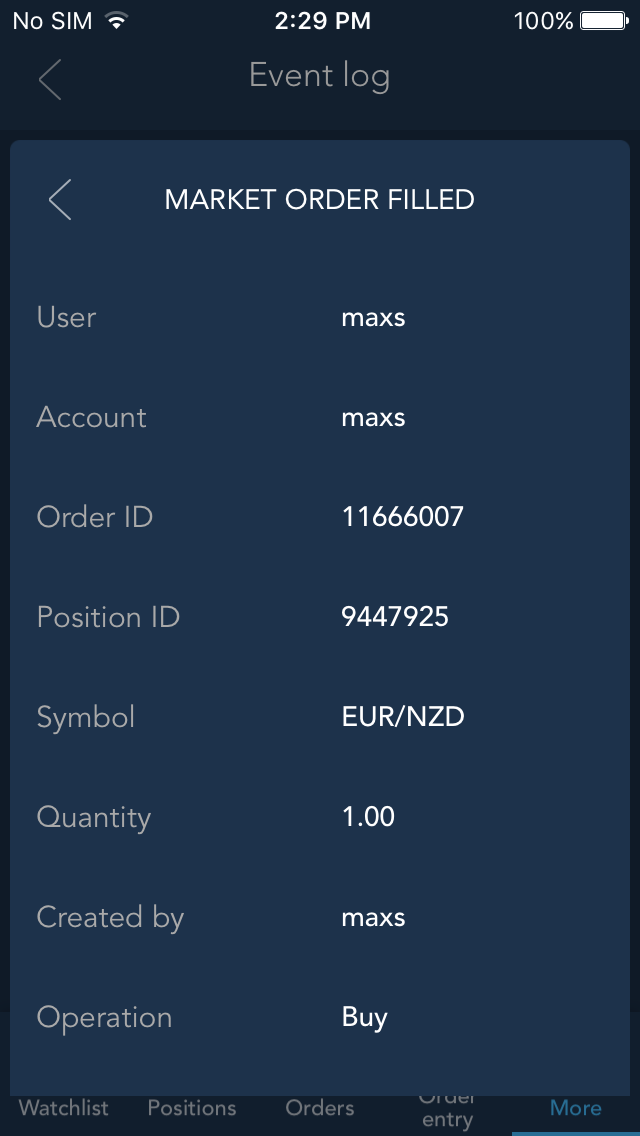 No SIM 2:29 PM 100%
Event log
MARKET ORDER FILLED
User maxs
Account maxs
Order ID 11666007
Position ID 9447925
Symbol EUR/NZD
Quantity 1.00
Created by maxs
Operation Buy
Watchlist Positions Orders Order entry More